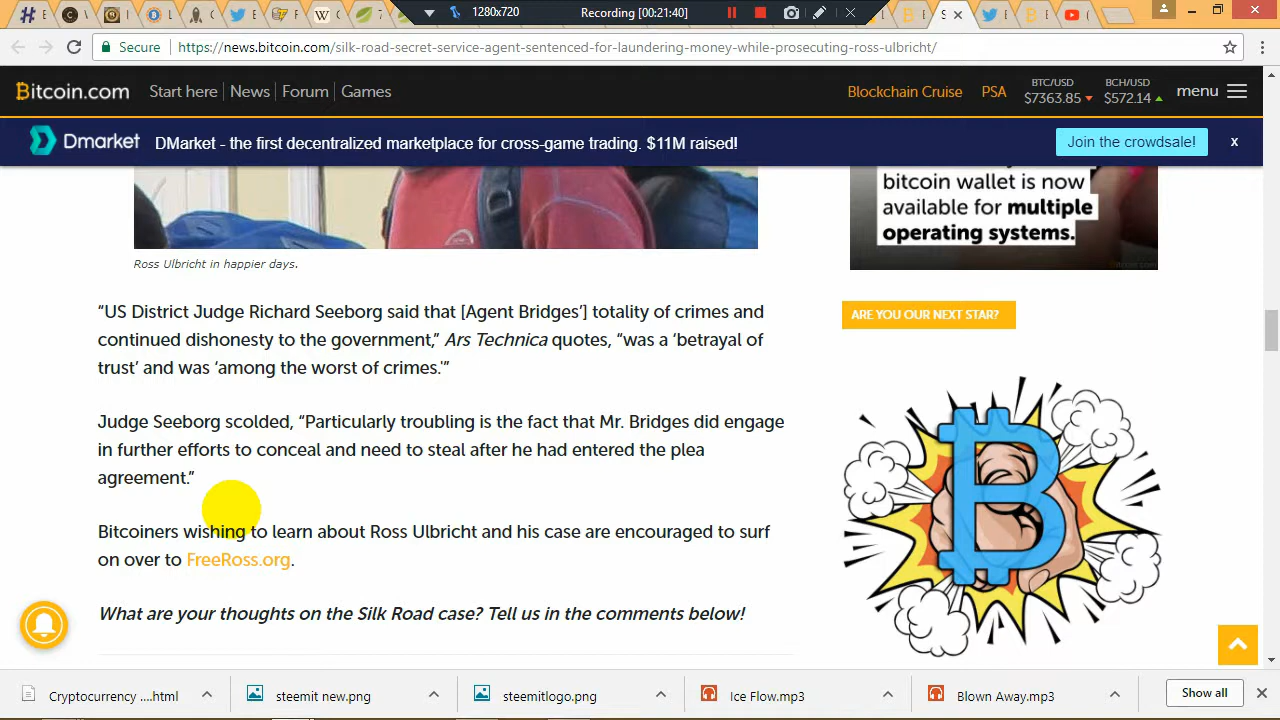 1280x720
Recording [00:21:40]
Secure
https://news.bitcoin.com/silk-road-secret-service-agent-sentenced-for-laundering-money-while-prosecuting-ross-ulbricht/
Bitcoin.com
Start here
News
Forum
Games
Blockchain Cruise
PSA
BTC/USD
$7363.85
BCH/USD
$572.14
menu
Dmarket
DMarket - the first decentralized marketplace for cross-game trading. $11M raised!
Join the crowdsale!
x
bitcoin wallet is now
available for multiple
operating systems.
Ross Ulbricht in happier days.
“US District Judge Richard Seeborg said that [Agent Bridges’] totality of crimes and
continued dishonesty to the government,” Ars Technica quotes, “was a ‘betrayal of
trust’ and was ‘among the worst of crimes.'”
ARE YOU OUR NEXT STAR?
Judge Seeborg scolded, “Particularly troubling is the fact that Mr. Bridges did engage
in further efforts to conceal and need to steal after he had entered the plea
agreement.”
Bitcoiners wishing to learn about Ross Ulbricht and his case are encouraged to surf
on over to FreeRoss.org.
What are your thoughts on the Silk Road case? Tell us in the comments below!
Cryptocurrency ....html
steemit new.png
steemitlogo.png
Ice Flow.mp3
Blown Away.mp3
Show all